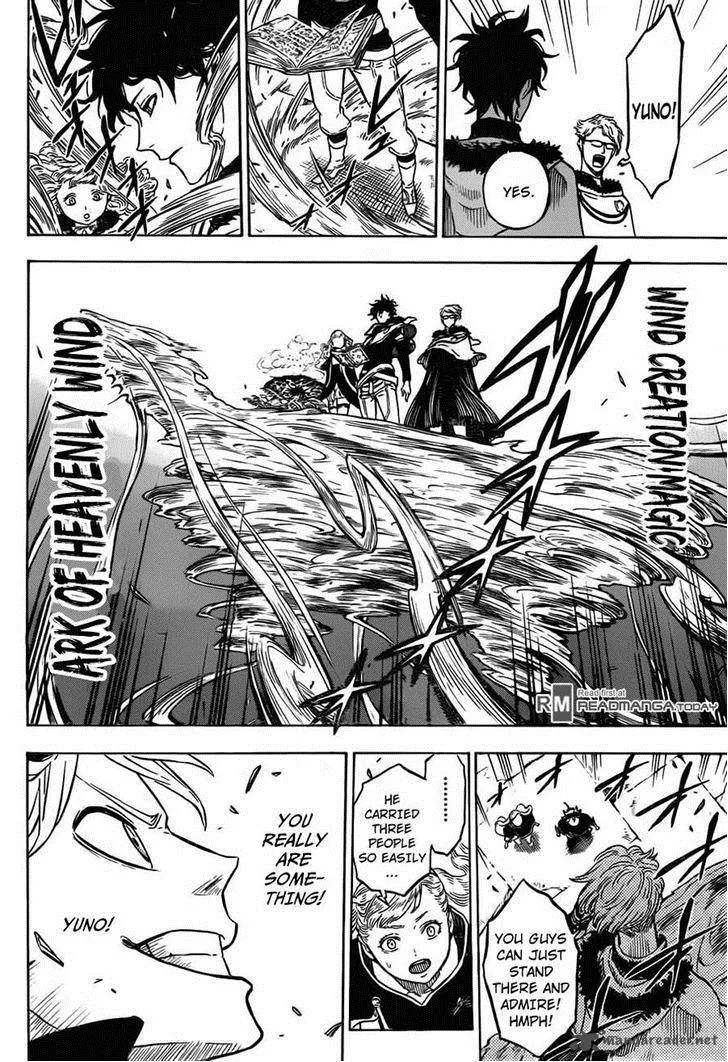 YUNO!
YES.
WIND CREATION MAGIC
ARK OF HEAVENLY WIND
RM
Read first at
READMANGA.TODAY
YOU GUYS
CAN JUST
STAND
THERE AND
ADMIRE!
HMPH!
.........
HE
CARRIED
THREE
PEOPLE
SO EASILY...
YOU
REALLY
ARE
SOME-
THING!
YUNO!
mangareader.net